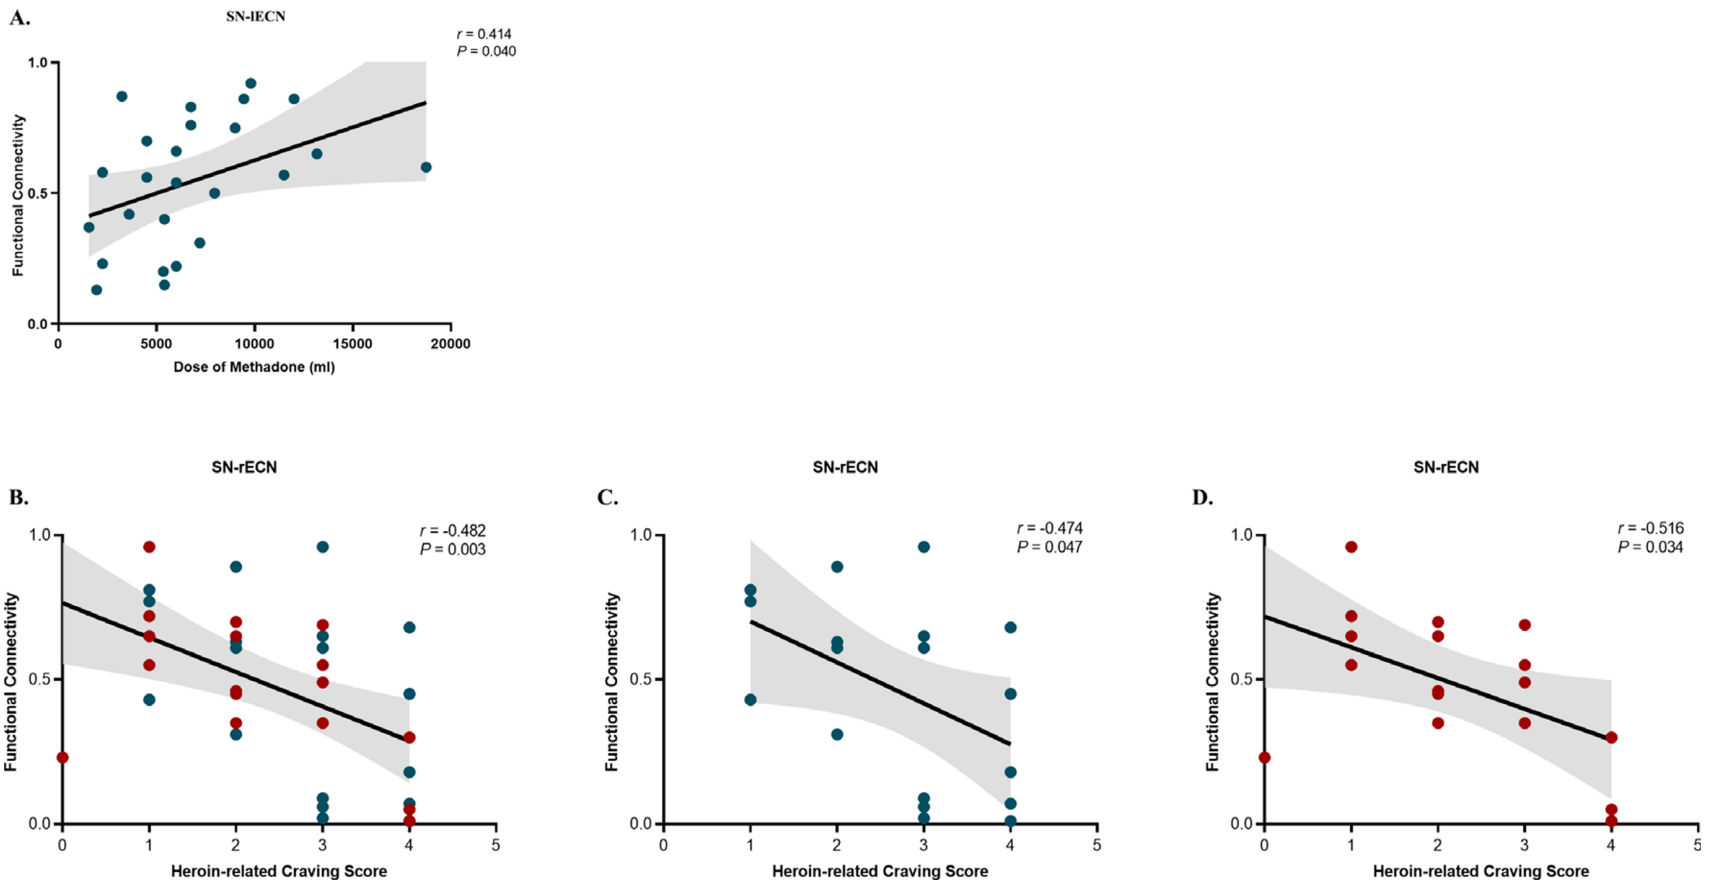 A.
SN-lECN
r = 0.414
P = 0.040
1.0
0.5
0.0
Functional Connectivity
0 5000 10000 15000 20000
Dose of Methadone (ml)
SN-rECN
B.
r = -0.482
P = 0.003
1.0
0.5
0.0
Functional Connectivity
0 1 2 3 4 5
Heroin-related Craving Score
SN-rECN
C.
r = -0.474
P = 0.047
1.0
0.5
0.0
Functional Connectivity
0 1 2 3 4 5
Heroin-related Craving Score
SN-rECN
D.
r = -0.516
P = 0.034
1.0
0.5
0.0
Functional Connectivity
0 1 2 3 4 5
Heroin-related Craving Score